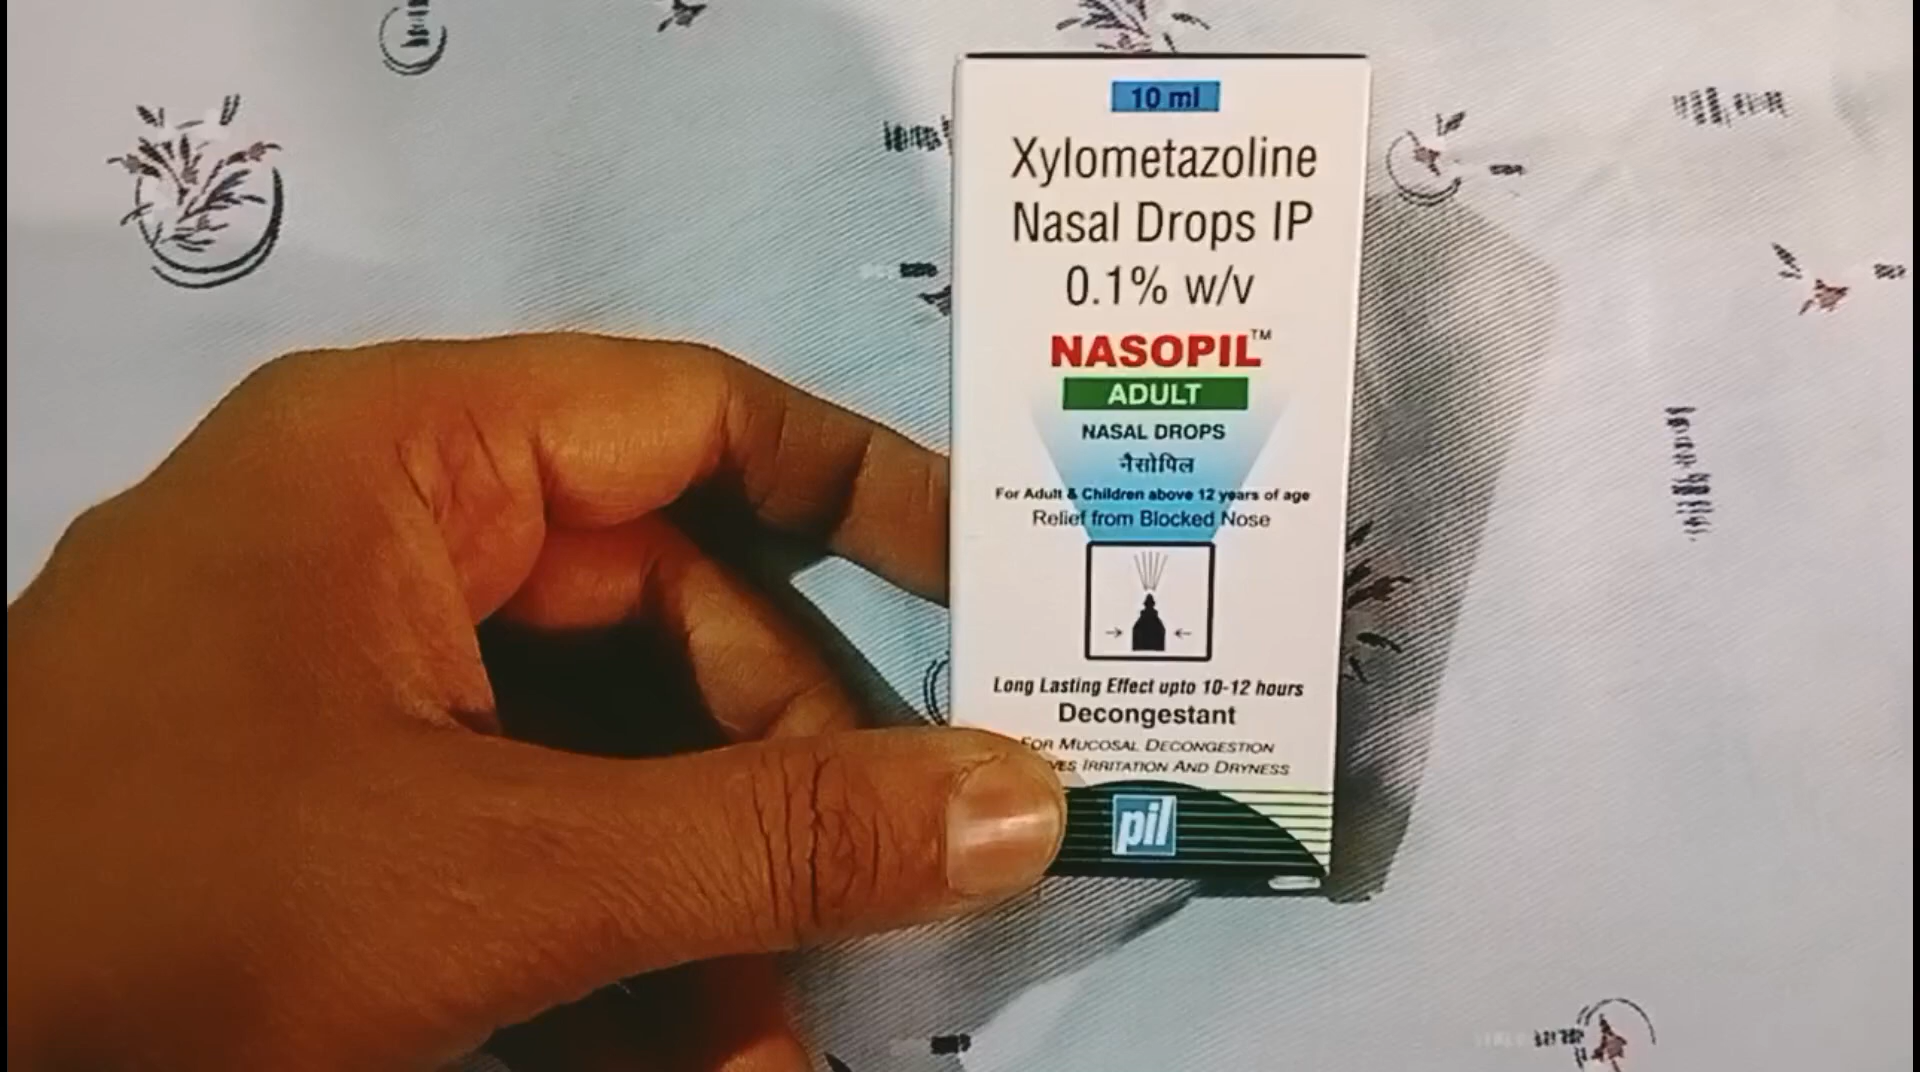 10 ml
Xylometazoline
Nasal Drops IP
0.1% w/v
NASOPIL™
ADULT
NASAL DROPS
नैसोपिल
For Adult & Children above 12 years of age
Relief from Blocked Nose
Long Lasting Effect upto 10-12 hours
Decongestant
FOR MUCOSAL DECONGESTION
IRRITATION AND DRYNESS
pil